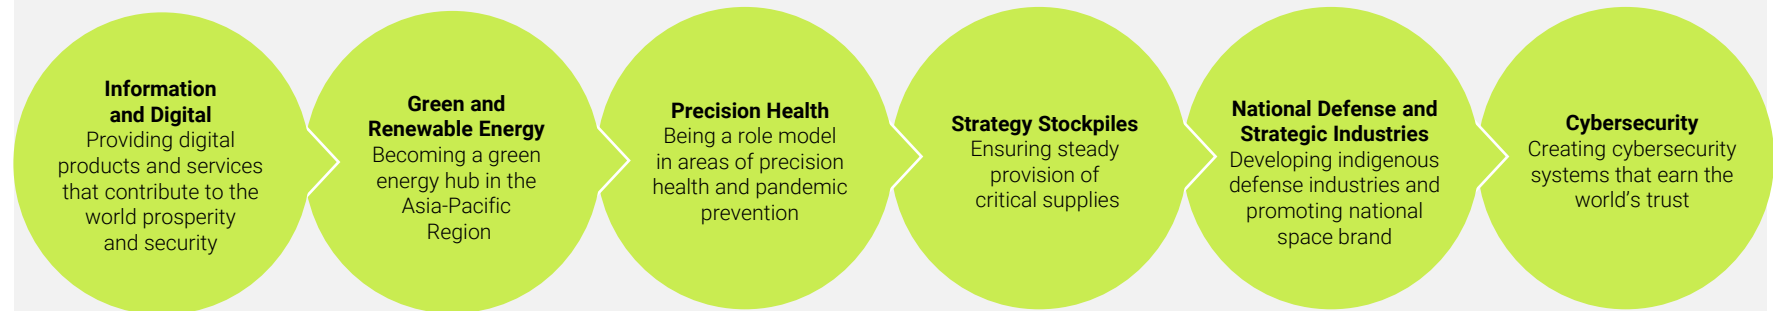 Information
and Digital
Providing digital
products and services
that contribute to the
world prosperity
and security
Green and
Renewable Energy
Becoming a green
energy hub in the
Asia-Pacific
Region
Precision Health
Being a role model
in areas of precision
health and pandemic
prevention
Strategy Stockpiles
Ensuring steady
provision of
critical supplies
National Defense and
Strategic Industries
Developing indigenous
defense industries and
promoting national
space brand
Cybersecurity
Creating cybersecurity
systems that earn the
world’s trust